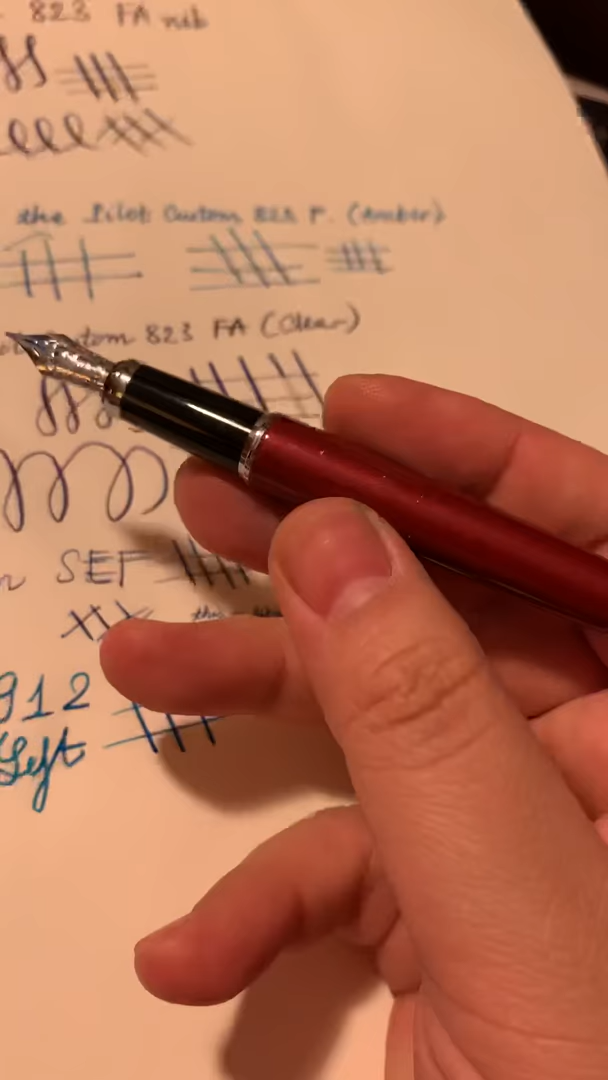 823 FA nib
the Pilot Custom 823 F. (Amber)
Custom 823 FA (Clear)
SEF
912
Left